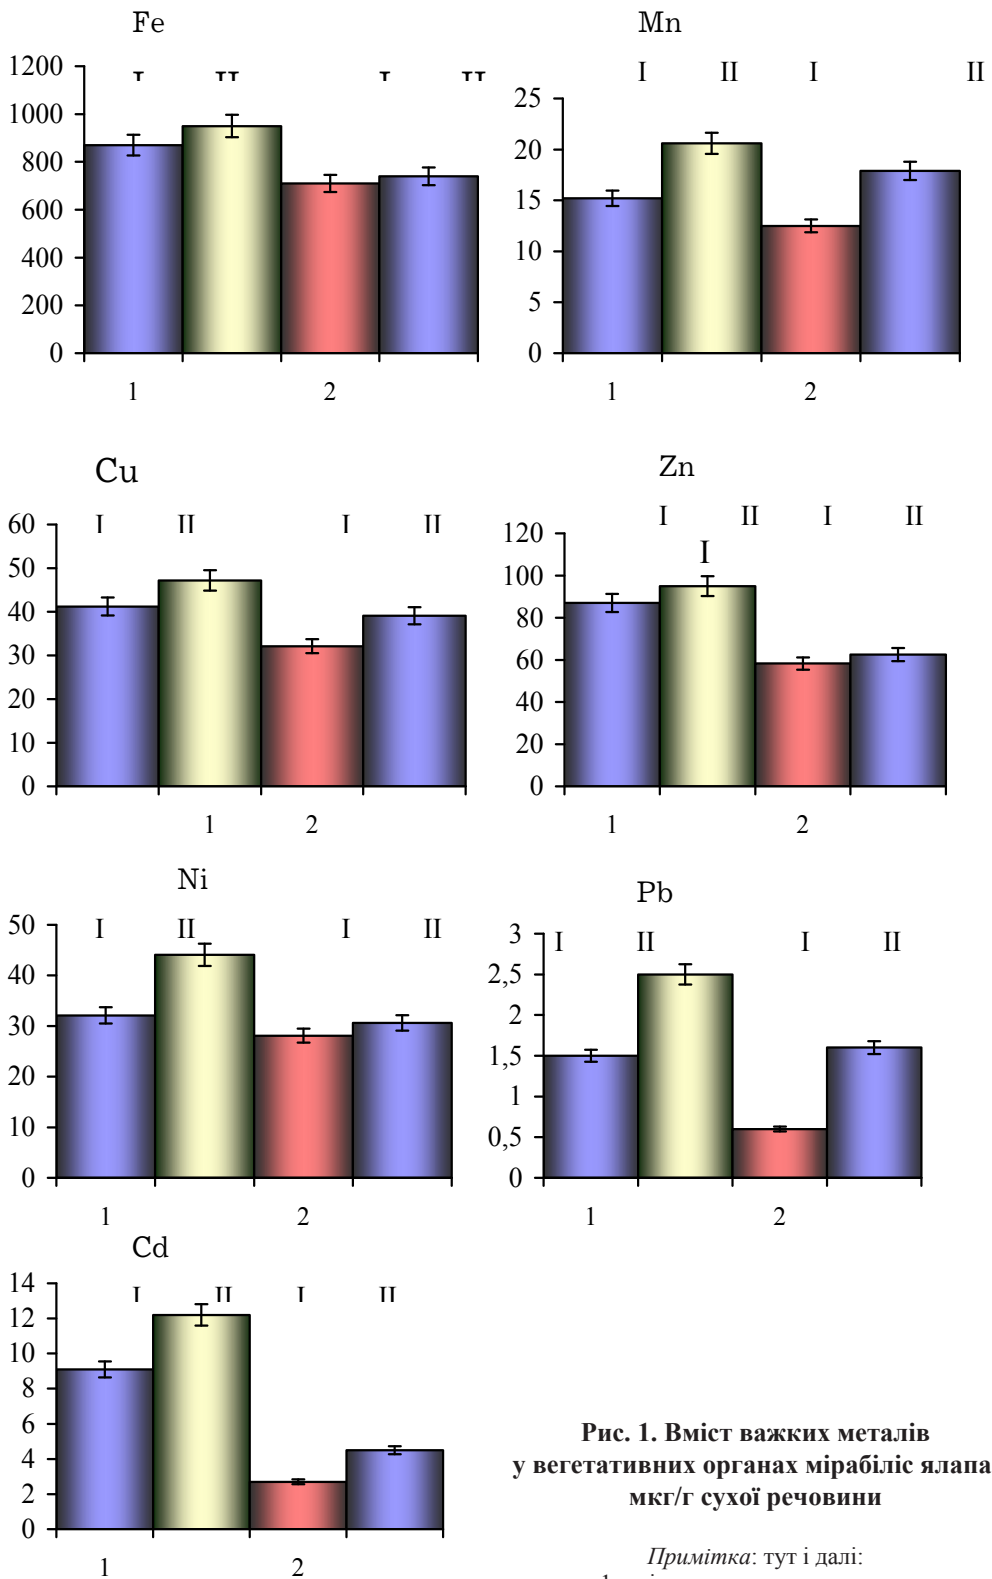 Fe
I II I II
1200
1000
800
600
400
200
0
1 2
Mn
I II I II
25
20
15
10
5
0
1 2
Cu
I II I II
60
50
40
30
20
10
0
1 2
Zn
I II I II
I
120
100
80
60
40
20
0
1 2
Ni
I II I II
50
40
30
20
10
0
1 2
Pb
I II I II
3
2,5
2
1,5
1
0,5
0
1 2
Cd
I II I II
14
12
10
8
6
4
2
0
1 2
Рис. 1. Вміст важких металів
у вегетативних органах мірабіліс ялапа
мкг/г сухої речовини
Примітка: тут і далі: